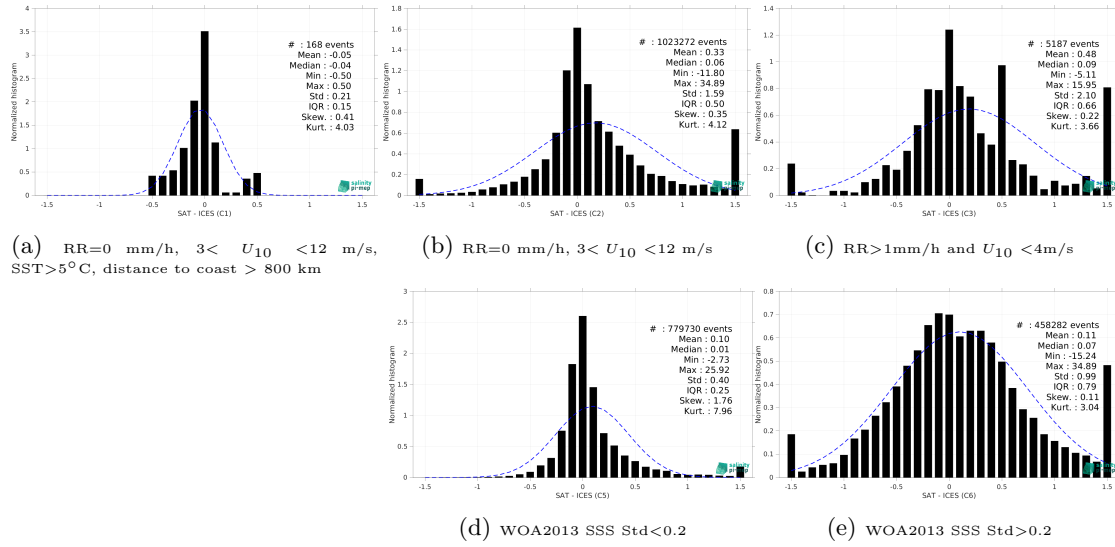 4
3.5
3
2.5
2
1.5
1
0.5
0
Normalized histogram
# : 168 events
Mean : -0.05
Median : -0.04
Min : -0.50
Max : 0.50
Std : 0.21
IQR : 0.15
Skew. : 0.41
Kurt. : 4.03
salinity
pi-mep
-1.5 -1 -0.5 0 0.5 1 1.5
SAT - ICES (C1)
(a) RR=0 mm/h, 3< U10 <12 m/s,
SST>5°C, distance to coast > 800 km
1.8
1.6
1.4
1.2
1
0.8
0.6
0.4
0.2
0
Normalized histogram
# : 1023272 events
Mean : 0.33
Median : 0.06
Min : -11.80
Max : 34.89
Std : 1.59
IQR : 0.50
Skew. : 0.35
Kurt. : 4.12
salinity
pi-mep
-1.5 -1 -0.5 0 0.5 1 1.5
SAT - ICES (C2)
(b) RR=0 mm/h, 3< U10 <12 m/s
1.4
1.2
1
0.8
0.6
0.4
0.2
0
Normalized histogram
# : 5187 events
Mean : 0.48
Median : 0.09
Min : -5.11
Max : 15.95
Std : 2.10
IQR : 0.66
Skew. : 0.22
Kurt. : 3.66
salinity
pi-mep
-1.5 -1 -0.5 0 0.5 1 1.5
SAT - ICES (C3)
(c) RR>1mm/h and U10 <4m/s
3
2.5
2
1.5
1
0.5
0
Normalized histogram
# : 779730 events
Mean : 0.10
Median : 0.01
Min : -2.73
Max : 25.92
Std : 0.40
IQR : 0.25
Skew. : 1.76
Kurt. : 7.96
salinity
pi-mep
-1.5 -1 -0.5 0 0.5 1 1.5
SAT - ICES (C5)
(d) WOA2013 SSS Std<0.2
0.8
0.7
0.6
0.5
0.4
0.3
0.2
0.1
0
Normalized histogram
# : 458282 events
Mean : 0.11
Median : 0.07
Min : -15.24
Max : 34.89
Std : 0.99
IQR : 0.79
Skew. : 0.11
Kurt. : 3.04
salinity
pi-mep
-1.5 -1 -0.5 0 0.5 1 1.5
SAT - ICES (C6)
(e) WOA2013 SSS Std>0.2